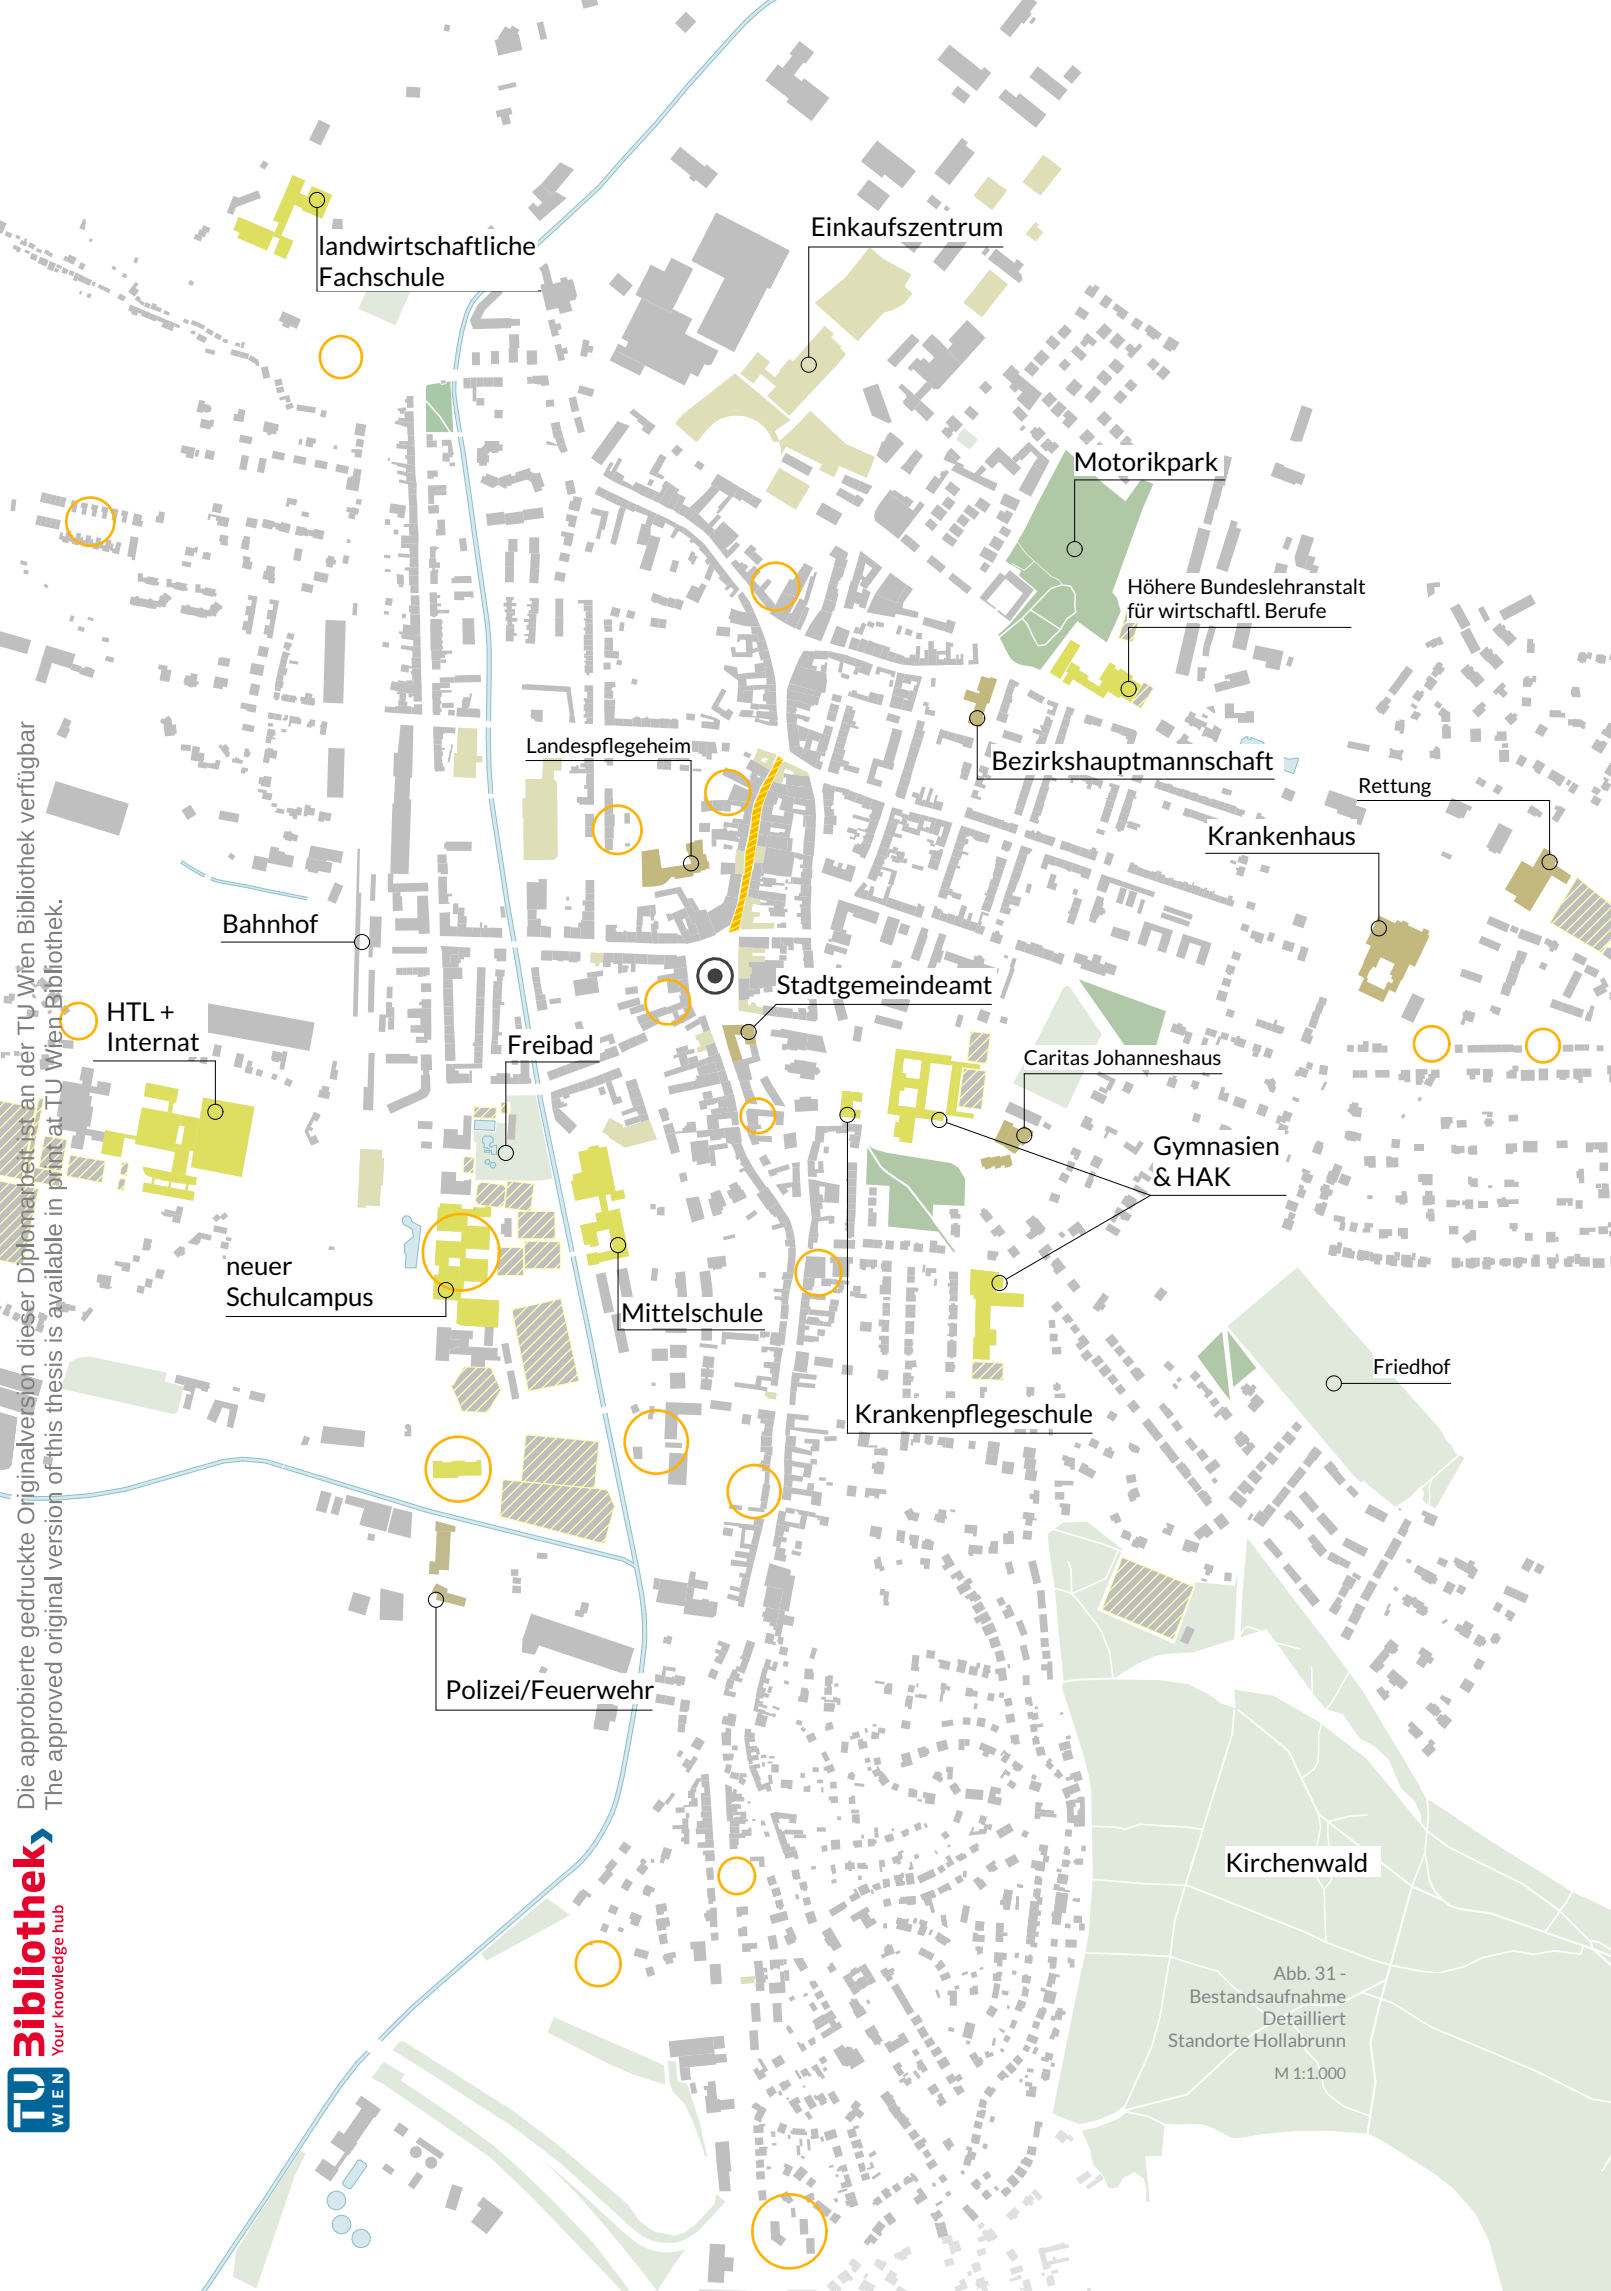 landwirtschaftliche
Fachschule
Einkaufszentrum
Motorikpark
Höhere Bundeslehranstalt
für wirtschaftl. Berufe
Landespflegeheim
Bezirkshauptmannschaft
Rettung
Krankenhaus
Bahnhof
Stadtgemeindeamt
HTL +
Internat
Freibad
Caritas Johanneshaus
Gymnasien
& HAK
neuer
Schulcampus
Mittelschule
Friedhof
Krankenpflegeschule
Polizei/Feuerwehr
Kirchenwald
Abb. 31 -
Bestandsaufnahme
Detailliert
Standorte Hollabrunn
M 1:1.000
Die approbierte gedruckte Originalversion dieser Diplomarbeit ist an der TU Wien Bibliothek verfügbar
The approved original version of this thesis is available in print at TU Wien Bibliothek.
Bibliothek
Your knowledge hub
TU
WIEN